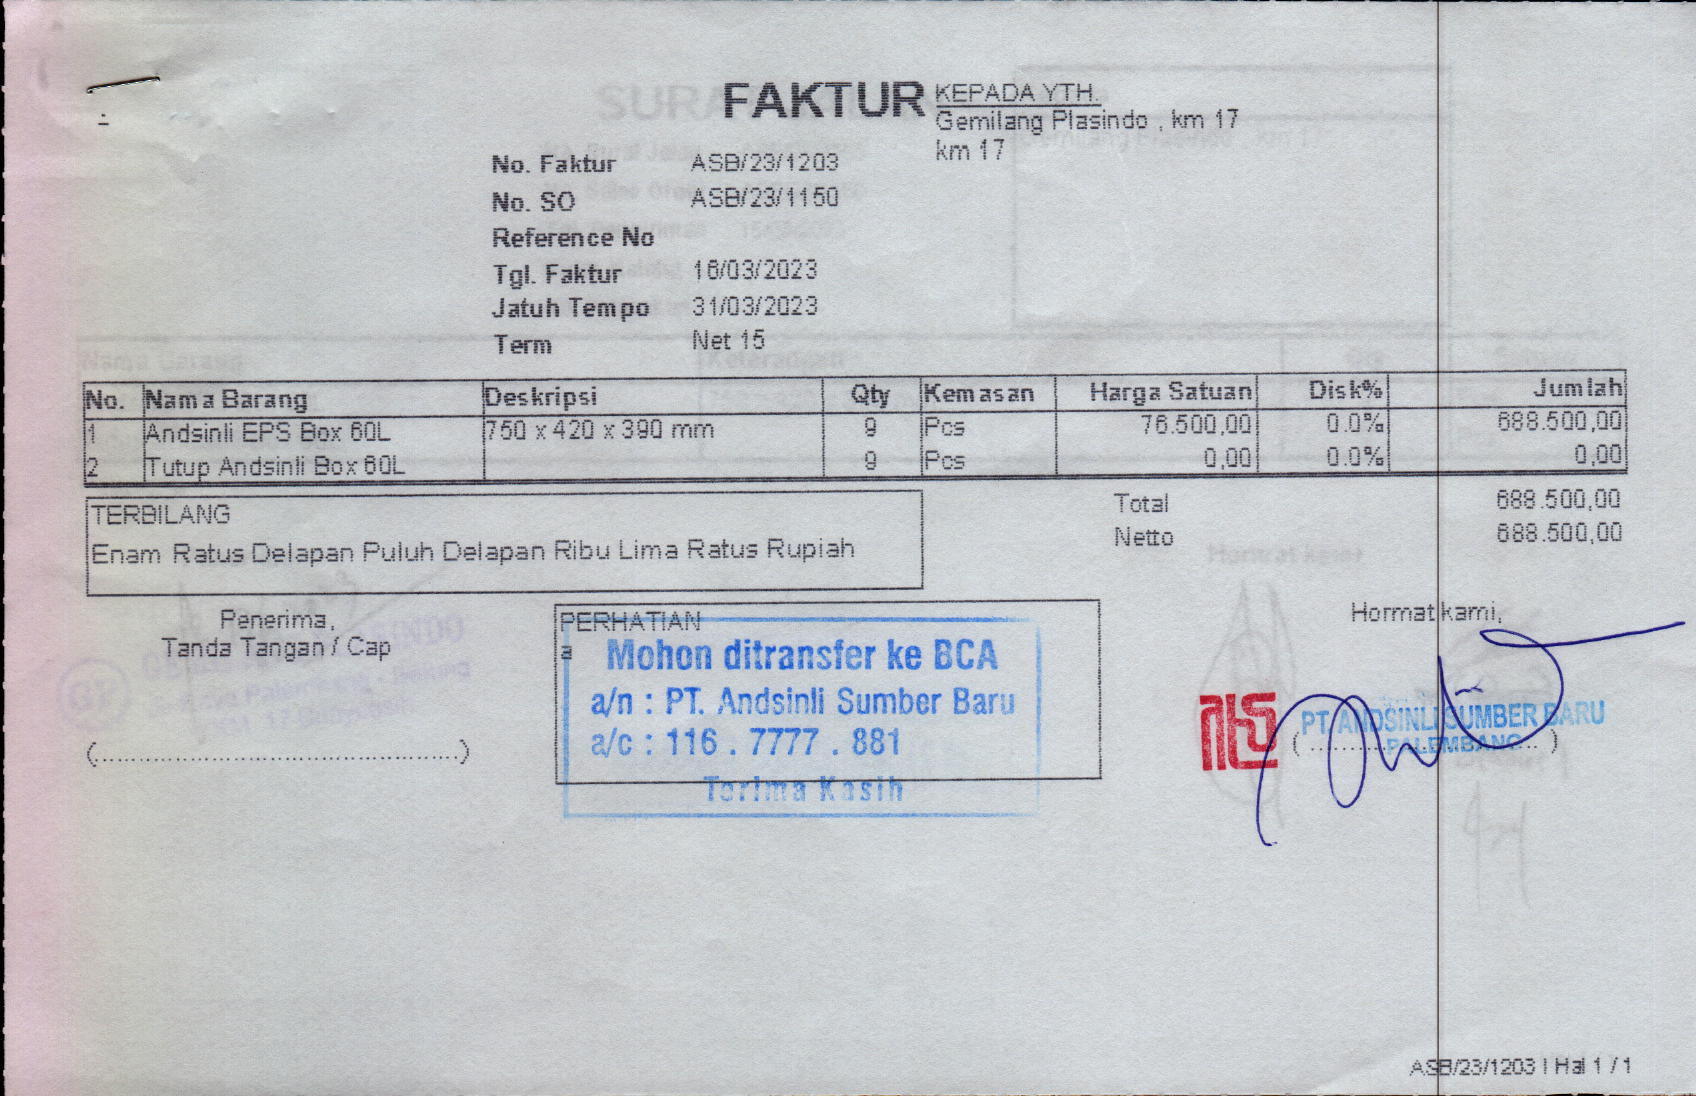 FAKTUR
KEPADA YTH.
Gemilang Plasindo , km 17
km 17
No. Faktur ASB/23/1203
No. SO ASB/23/1150
Reference No
Tgl. Faktur 16/03/2023
Jatuh Tempo 31/03/2023
Term Net 15
No. Nama Barang Deskripsi Qty Kemasan Harga Satuan Disk% Jumlah
1 Andsinli EPS Box 60L 750 x 420 x 390 mm 9 Pcs 76.500,00 0.0% 688.500,00
2 Tutup Andsinli Box 60L 9 Pcs 0,00 0.0% 0,00
Total 688.500,00
Netto 688.500,00
TERBILANG
Enam Ratus Delapan Puluh Delapan Ribu Lima Ratus Rupiah
Penerima,
Tanda Tangan / Cap
(..................................................)
PERHATIAN
a
Mohon ditransfer ke BCA
a/n : PT. Andsinli Sumber Baru
a/c : 116 . 7777 . 881
Terima Kasih
Hormat kami,
PT. ANDSINLI SUMBER BARU
PALEMBANG
ASB/23/1203 | Hal 1 / 1